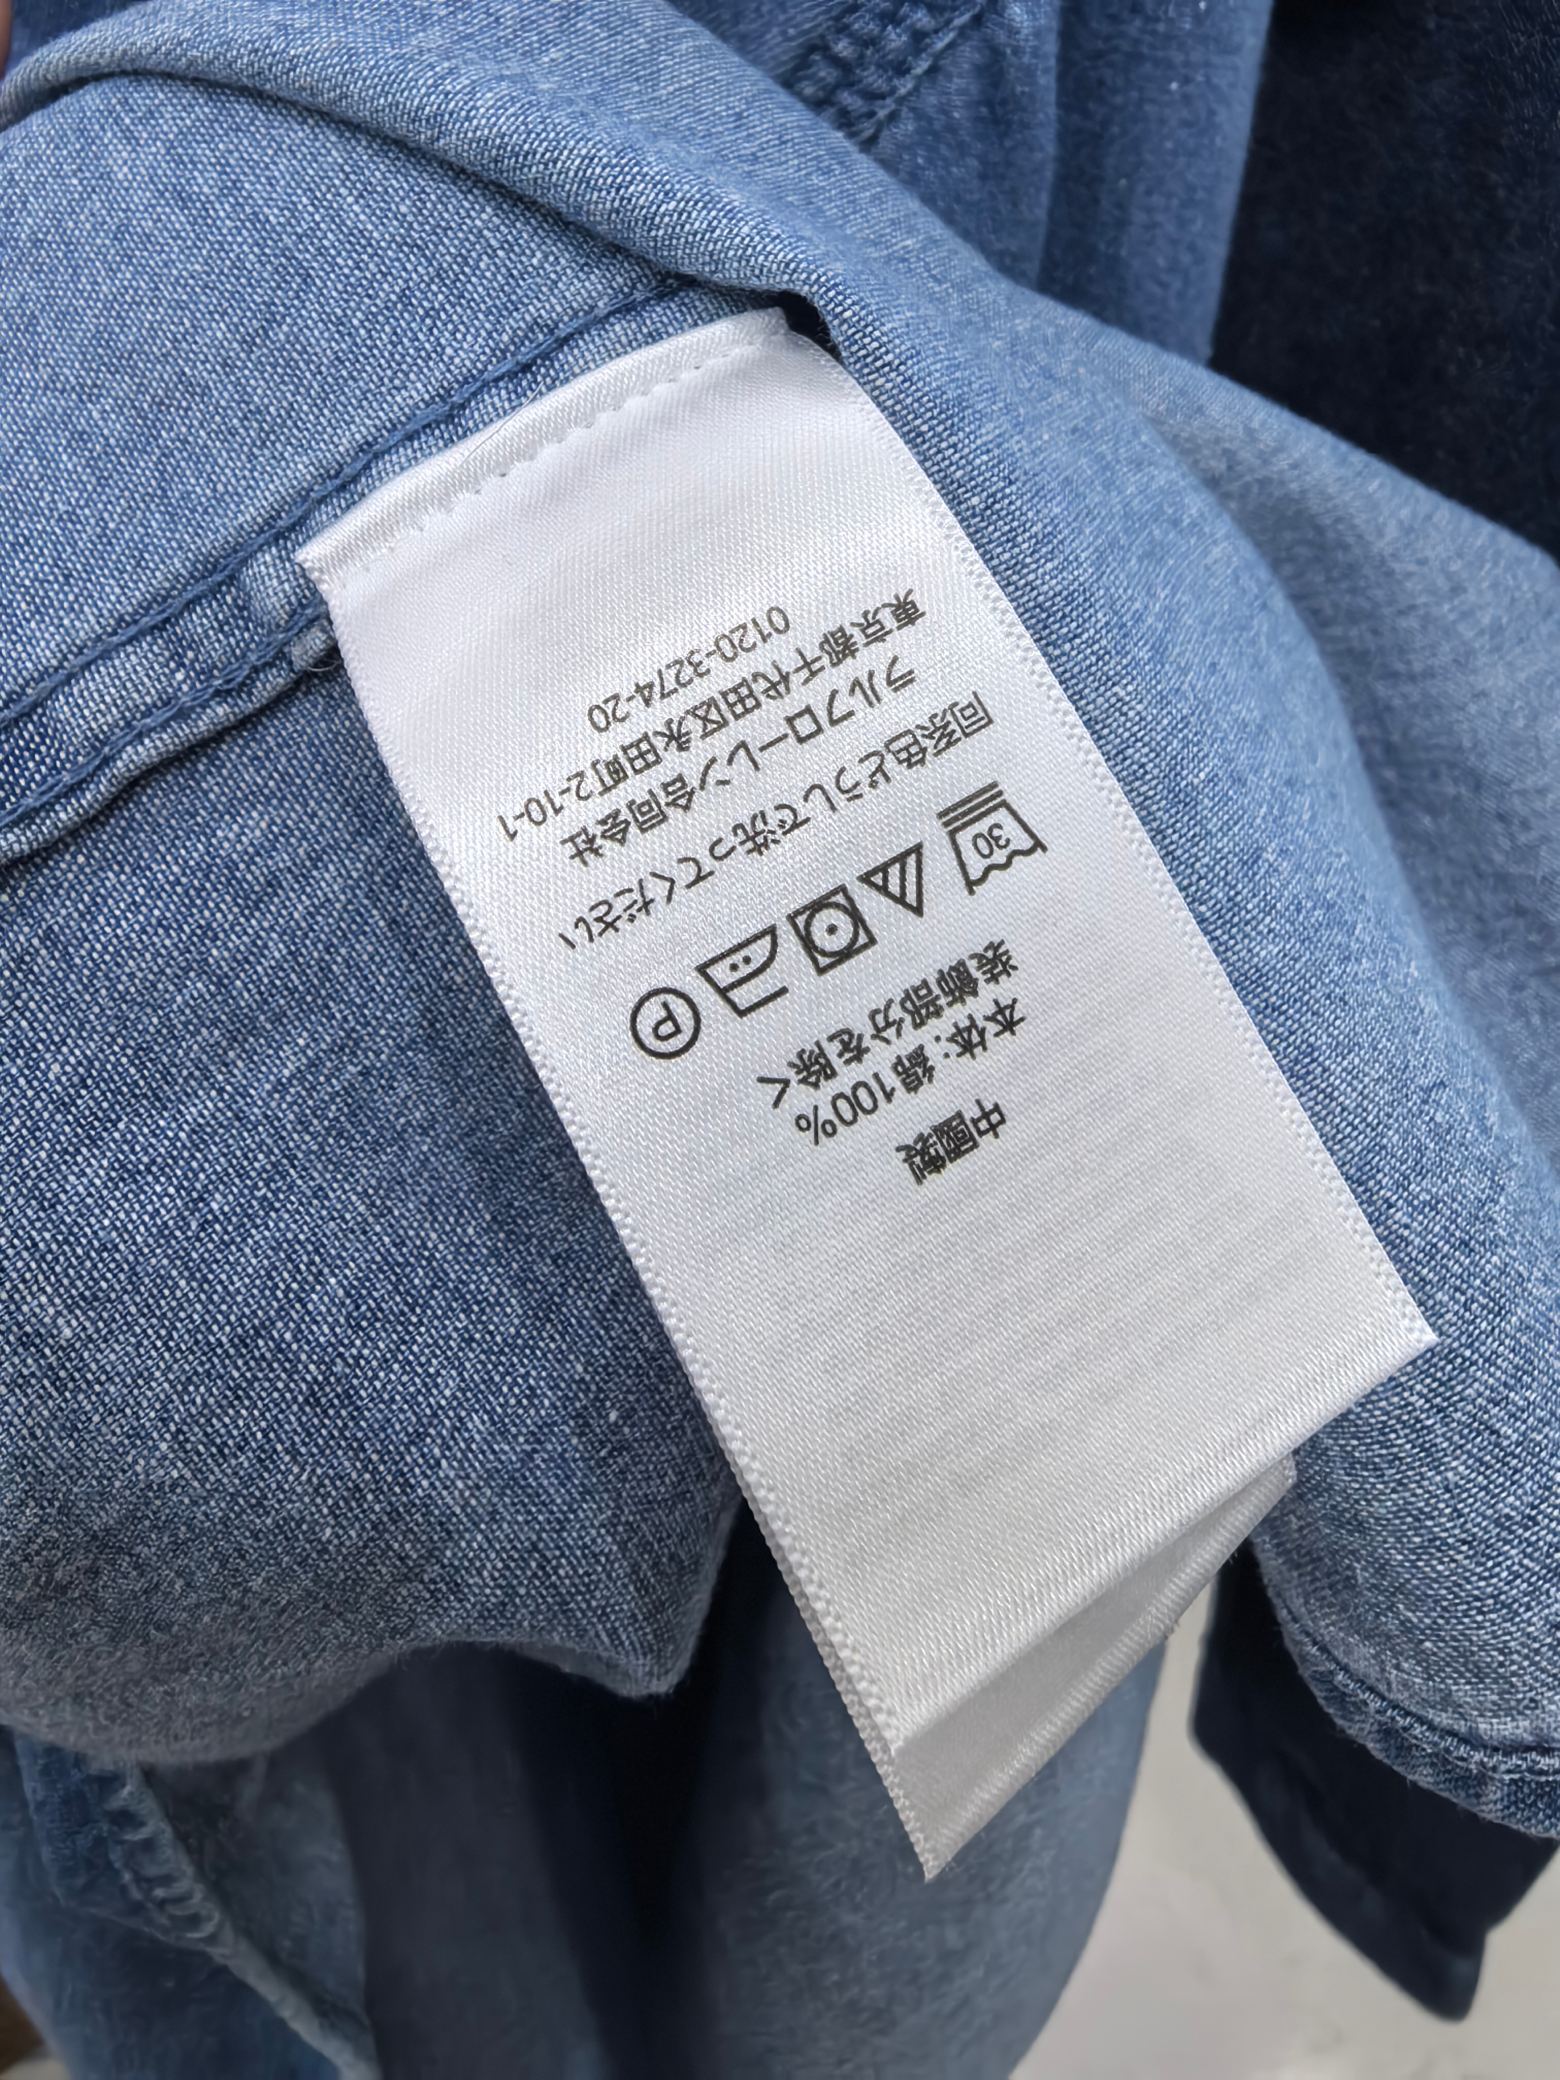 中國製
本体: 綿100%
装飾部分を除く
30 P
同系色どうしで洗ってください
ラルフローレン合同会社
東京都千代田区永田町2-10-1
0120-3274-20